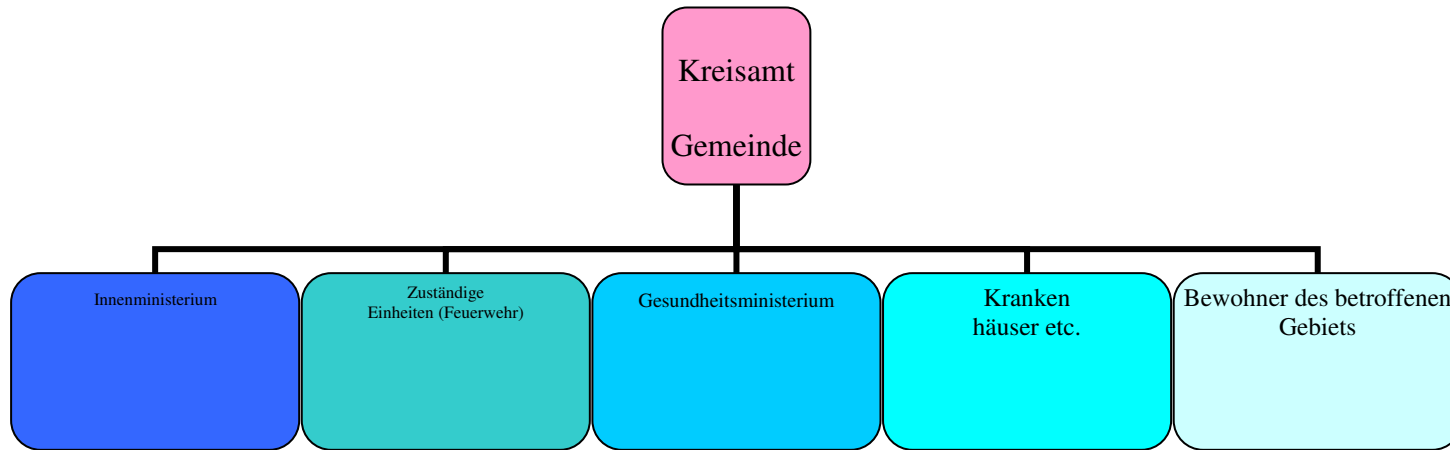 Kreisamt
Gemeinde
Innenministerium
Zuständige
Einheiten (Feuerwehr)
Gesundheitsministerium
Kranken
häuser etc.
Bewohner des betroffenen
Gebiets